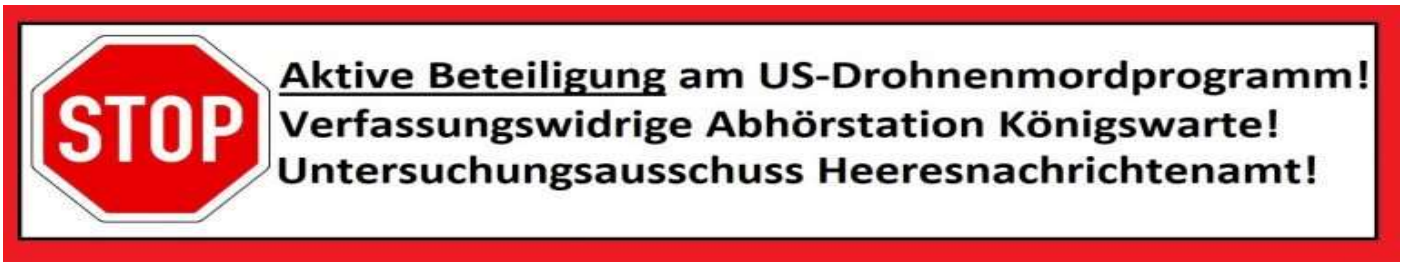 STOP
Aktive Beteiligung am US-Drohnenmordprogramm!
Verfassungswidrige Abhörstation Königswarte!
Untersuchungsausschuss Heeresnachrichtenamt!